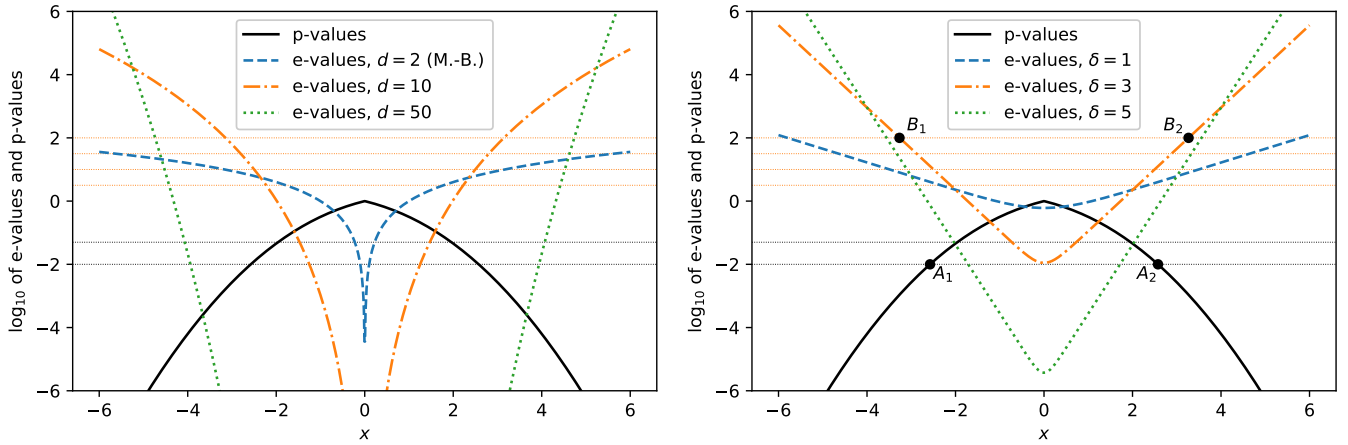 6
4
2
0
−2
−4
−6
−6
−4
−2
0
2
4
6
x
log₁₀ of e-values and p-values
p-values
e-values, d = 2 (M.-B.)
e-values, d = 10
e-values, d = 50
6
4
2
0
−2
−4
−6
−6
−4
−2
0
2
4
6
x
log₁₀ of e-values and p-values
p-values
e-values, δ = 1
e-values, δ = 3
e-values, δ = 5
B₁
B₂
A₁
A₂